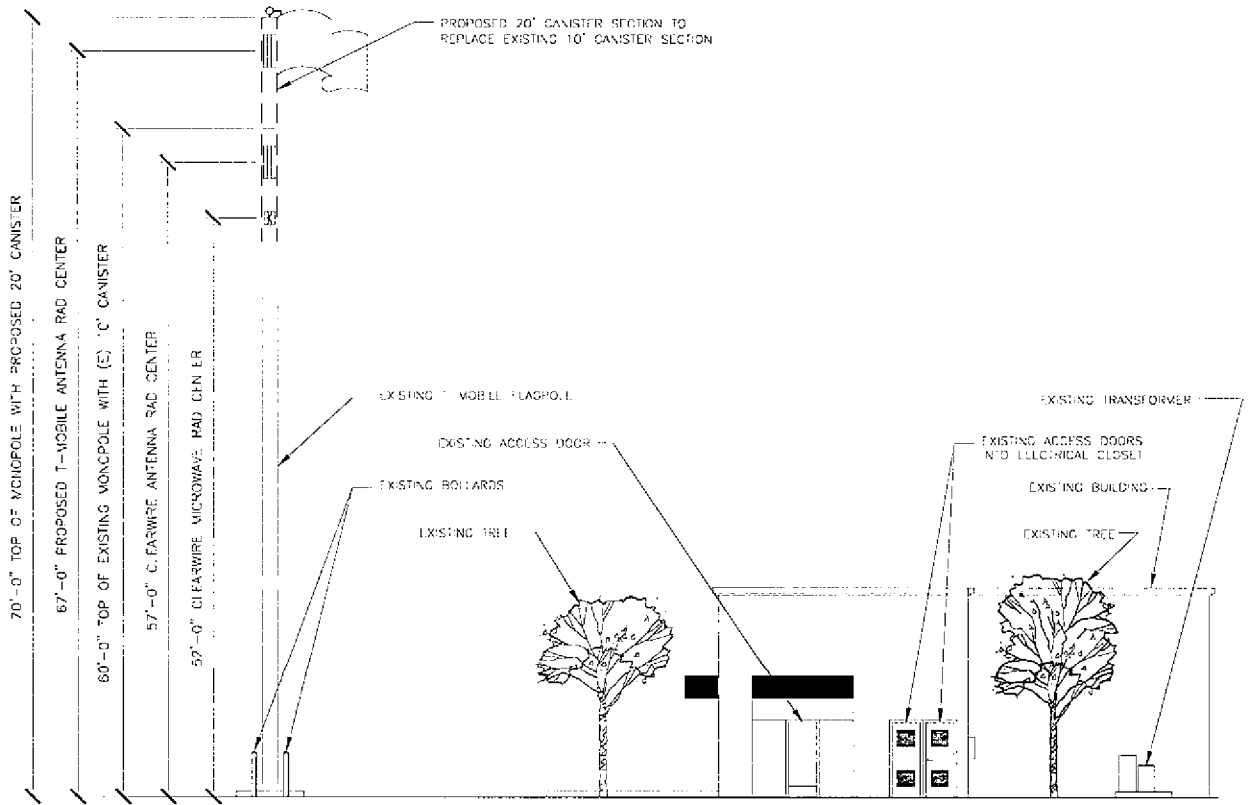 PROPOSED 20' CANISTER SECTION TO
REPLACE EXISTING 10' CANISTER SECTION
70'-0" TOP OF MONOPOLE WITH PROPOSED 20' CANISTER
67'-0" PROPOSED T-MOBILE ANTENNA RAD CENTER
60'-0" TOP OF EXISTING MONOPOLE WITH (E) 10' CANISTER
57'-0" CLEARWIRE ANTENNA RAD CENTER
52'-0" CLEARWIRE MICROWAVE RAD CENTER
EXISTING T-MOBILE FLAGPOLE
EXISTING ACCESS DOOR
EXISTING BOLLARDS
EXISTING TREE
EXISTING TRANSFORMER
EXISTING ACCESS DOORS
INTO ELECTRICAL CLOSET
EXISTING BUILDING
EXISTING TREE